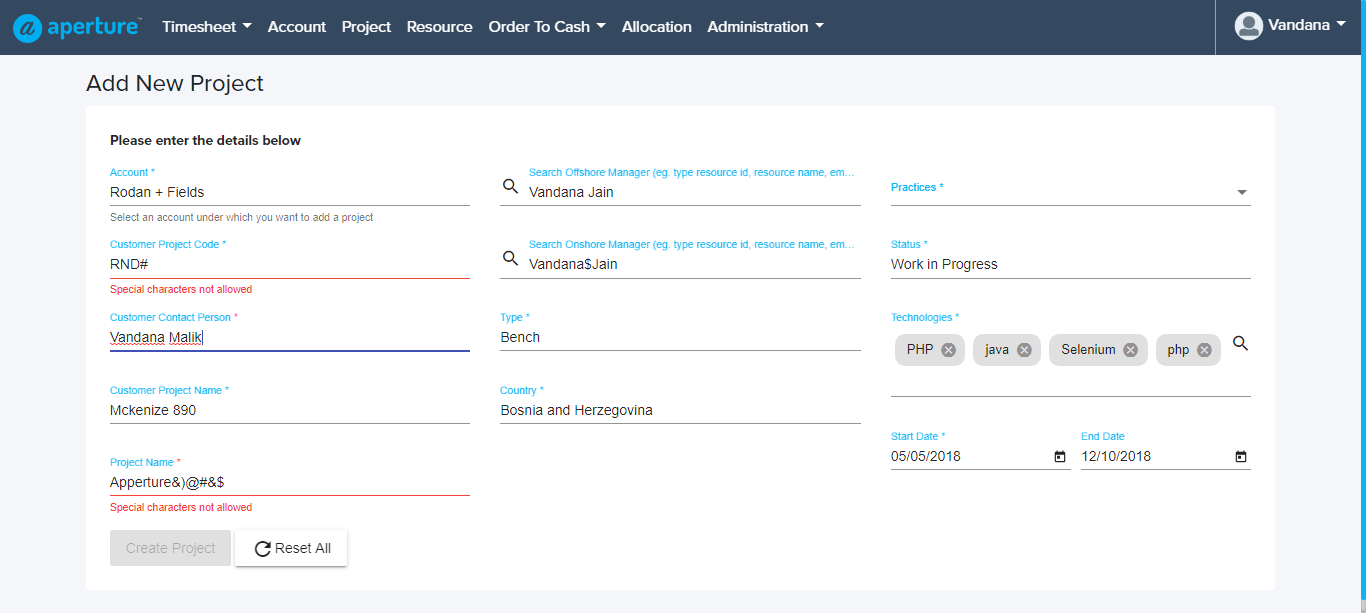 aperture™
Timesheet Account Project Resource Order To Cash Allocation Administration Vandana
Add New Project
Please enter the details below
Account *
Rodan + Fields
Select an account under which you want to add a project
Customer Project Code *
RND#
Special characters not allowed
Customer Contact Person *
Vandana Malik
Customer Project Name *
Mckenize 890
Project Name *
Apperture&)@#&$
Special characters not allowed
Search Offshore Manager (eg. type resource id, resource name, em...
Vandana Jain
Search Onshore Manager (eg. type resource id, resource name, em...
Vandana$Jain
Type *
Bench
Country *
Bosnia and Herzegovina
Practices *
Status *
Work in Progress
Technologies *
PHP java Selenium php
Start Date * End Date
05/05/2018 12/10/2018
Create Project Reset All